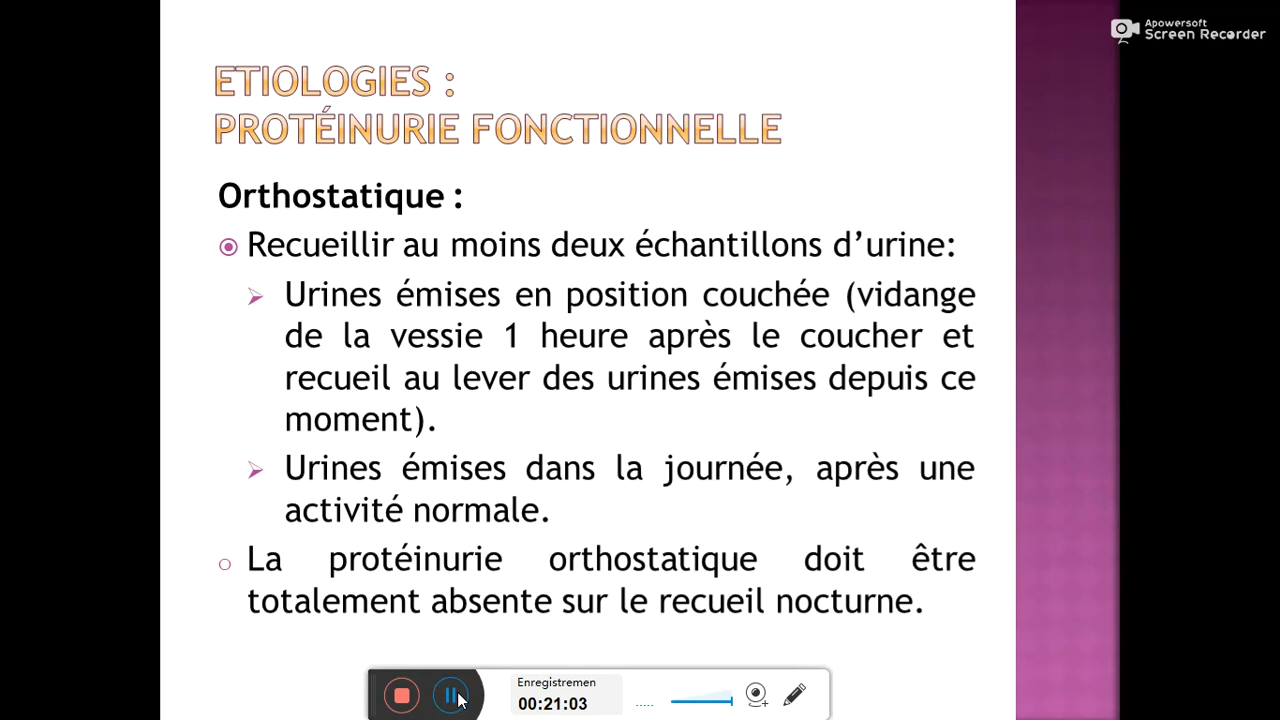 Apowersoft
Screen Recorder
ETIOLOGIES :
PROTÉINURIE FONCTIONNELLE
Orthostatique :
Recueillir au moins deux échantillons d’urine:
Urines émises en position couchée (vidange
de la vessie 1 heure après le coucher et
recueil au lever des urines émises depuis ce
moment).
Urines émises dans la journée, après une
activité normale.
La protéinurie orthostatique doit être
totalement absente sur le recueil nocturne.
Enregistremen
00:21:03